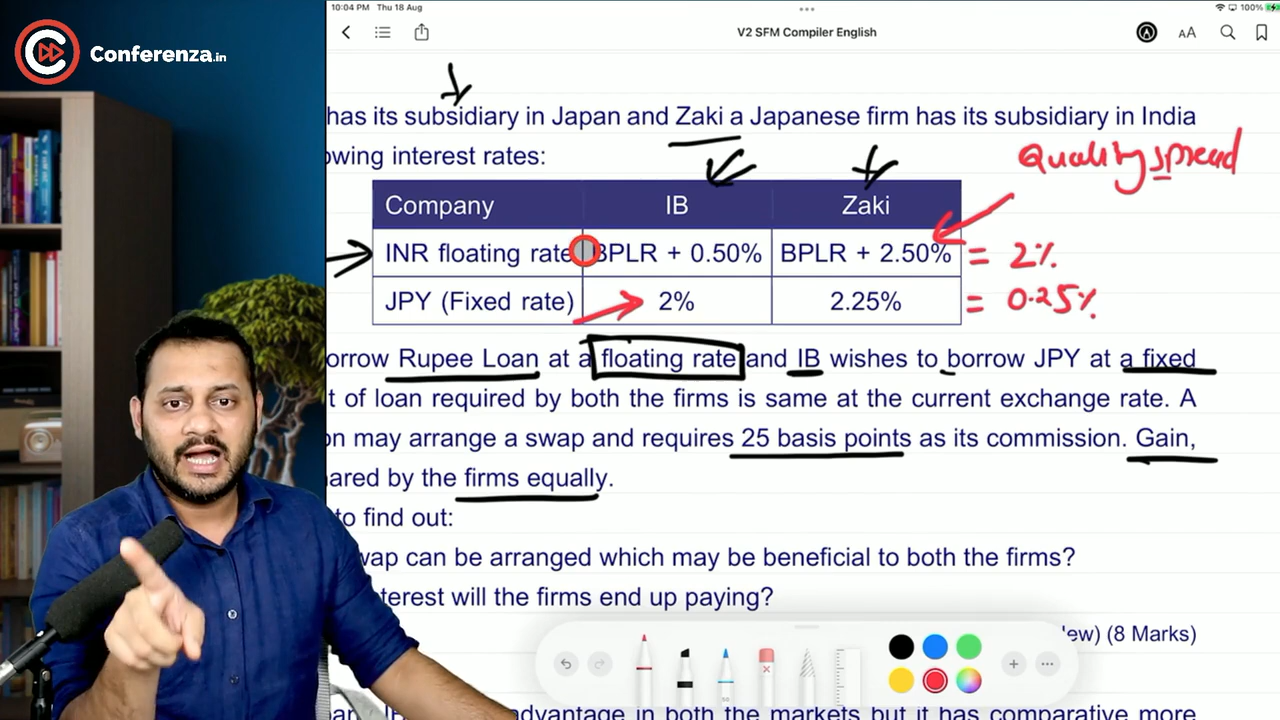 10:04 PM Thu 18 Aug
100%
Conferenza.in
V2 SFM Compiler English
AA
has its subsidiary in Japan and Zaki a Japanese firm has its subsidiary in India
owing interest rates:
Quality spread
Company IB Zaki
INR floating rate BPLR + 0.50% BPLR + 2.50% = 2%
JPY (Fixed rate) 2% 2.25% = 0.25%
orrow Rupee Loan at a floating rate and IB wishes to borrow JPY at a fixed
t of loan required by both the firms is same at the current exchange rate. A
on may arrange a swap and requires 25 basis points as its commission. Gain,
ared by the firms equally.
to find out:
wap can be arranged which may be beneficial to both the firms?
terest will the firms end up paying?
ew) (8 Marks)
advantage in both the markets but it has comparative more